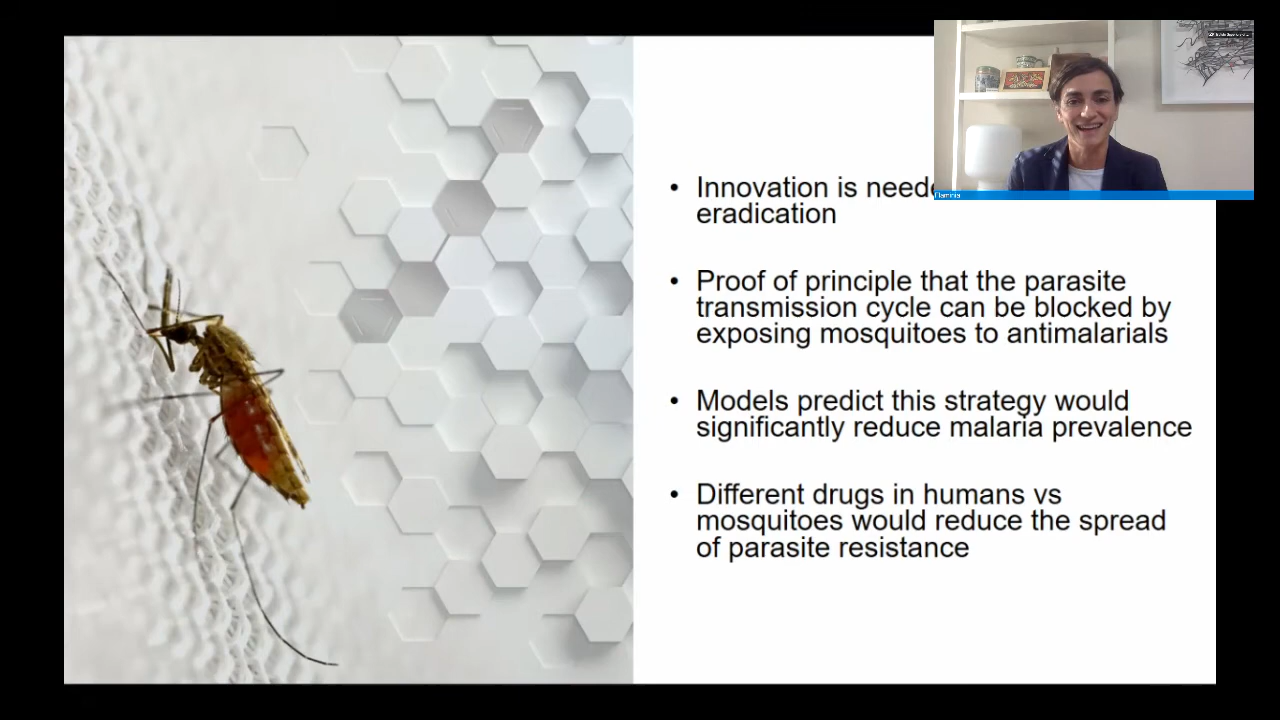 • Innovation is neede
eradication
• Proof of principle that the parasite
transmission cycle can be blocked by
exposing mosquitoes to antimalarials
• Models predict this strategy would
significantly reduce malaria prevalence
• Different drugs in humans vs
mosquitoes would reduce the spread
of parasite resistance
Flaminia